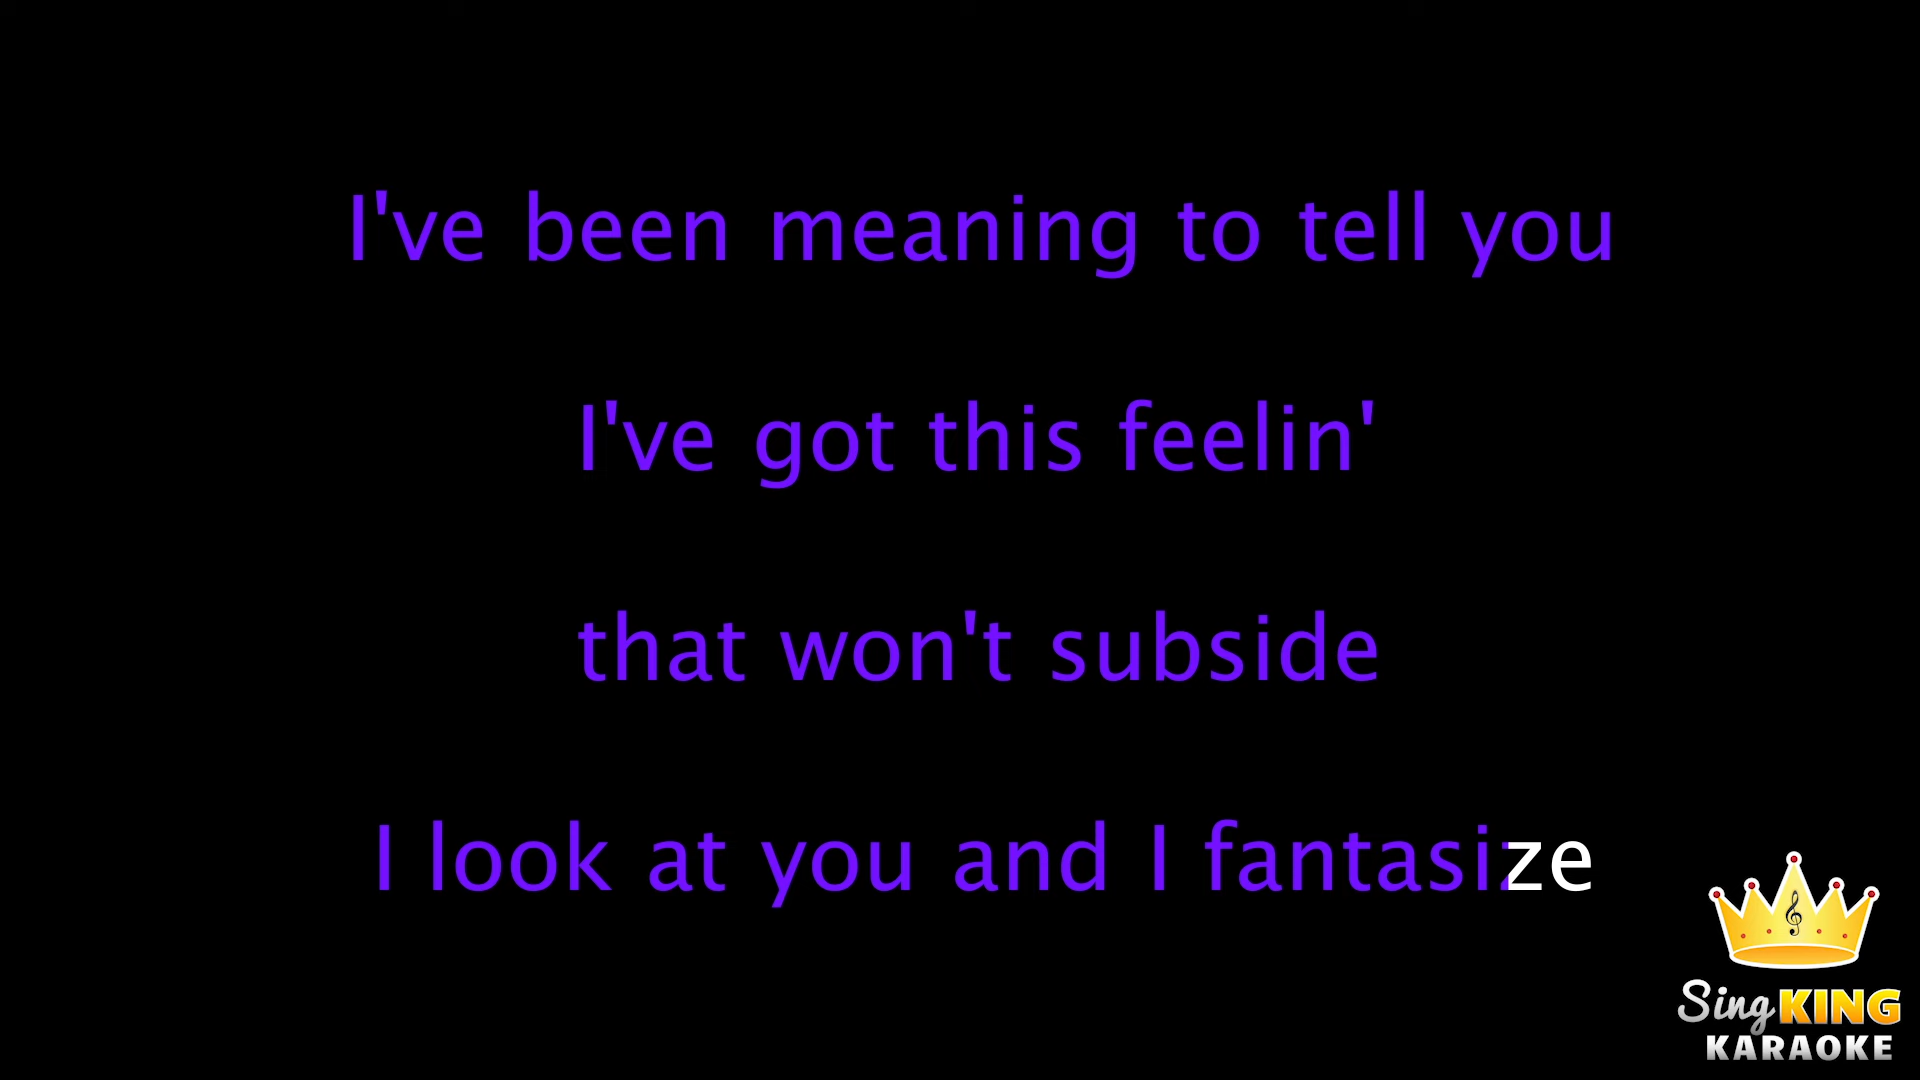 I've been meaning to tell you
I've got this feelin'
that won't subside
I look at you and I fantasize
Sing KING
KARAOKE